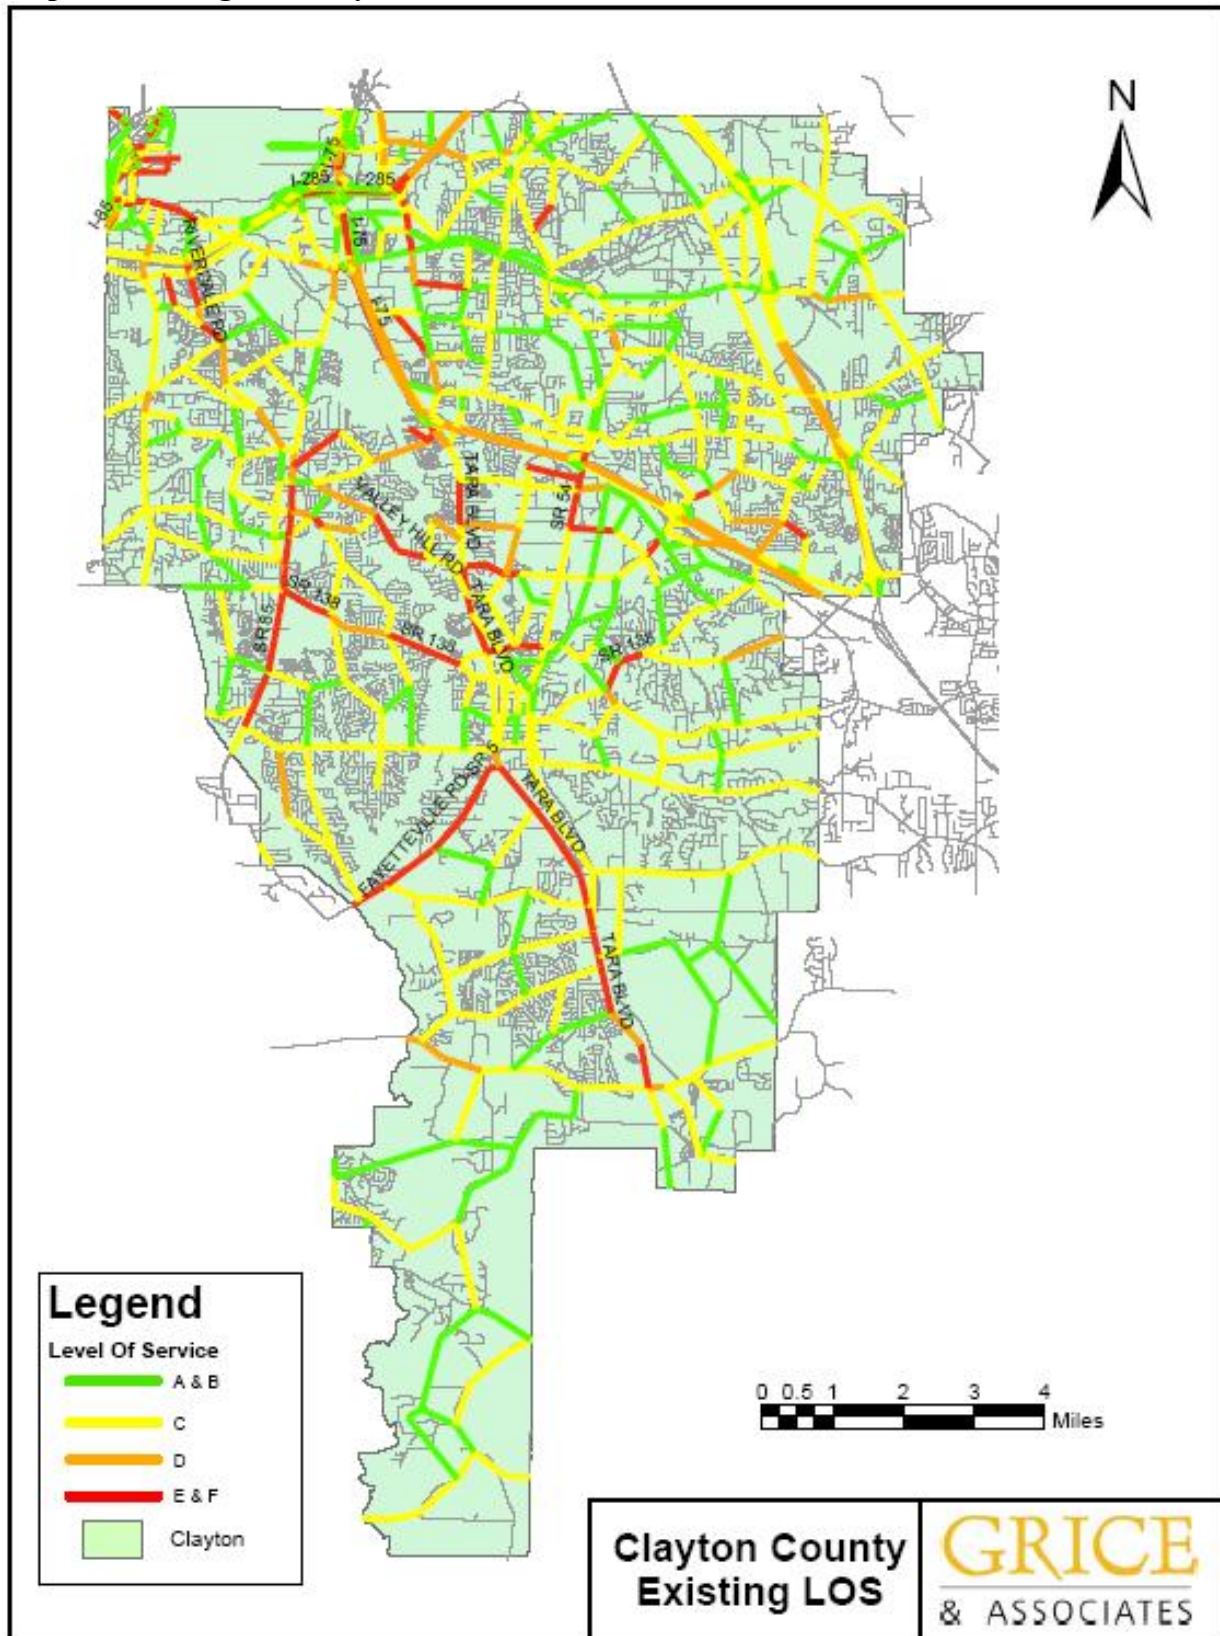 N
I-85
I-285
I-75
I-285
I-75
I-75
RIVERDALE RD
TARA BLVD
VALLEY HILL RD
SR 54
TARA BLVD
SR 138
SR 85
SR 138
SR 138
FAYETTEVILLE RD-SR 5
TARA BLVD
TARA BLVD
Legend
Level Of Service
A & B
C
D
E & F
Clayton
0 0.5 1 2 3 4
Miles
Clayton County
Existing LOS
GRICE
& ASSOCIATES